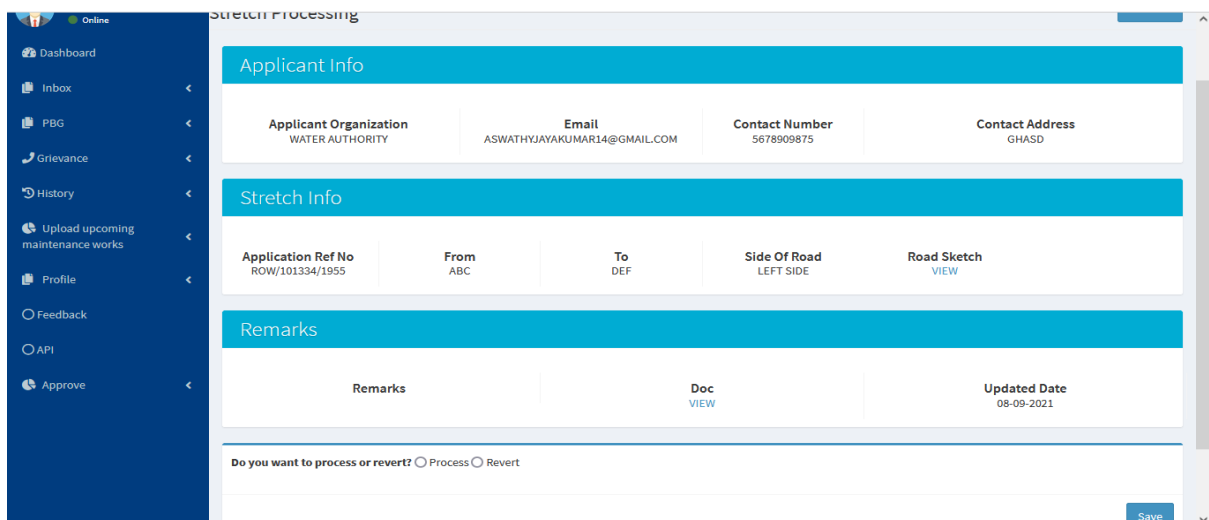 Online
Stretch Processing
Dashboard
Inbox
PBG
Grievance
History
Upload upcoming
maintenance works
Profile
Feedback
API
Approve
Applicant Info
Applicant Organization
WATER AUTHORITY
Email
ASWATHYJAYAKUMAR14@GMAIL.COM
Contact Number
5678909875
Contact Address
GHASD
Stretch Info
Application Ref No
ROW/101334/1955
From
ABC
To
DEF
Side Of Road
LEFT SIDE
Road Sketch
VIEW
Remarks
Remarks
Doc
VIEW
Updated Date
08-09-2021
Do you want to process or revert? Process Revert
Save